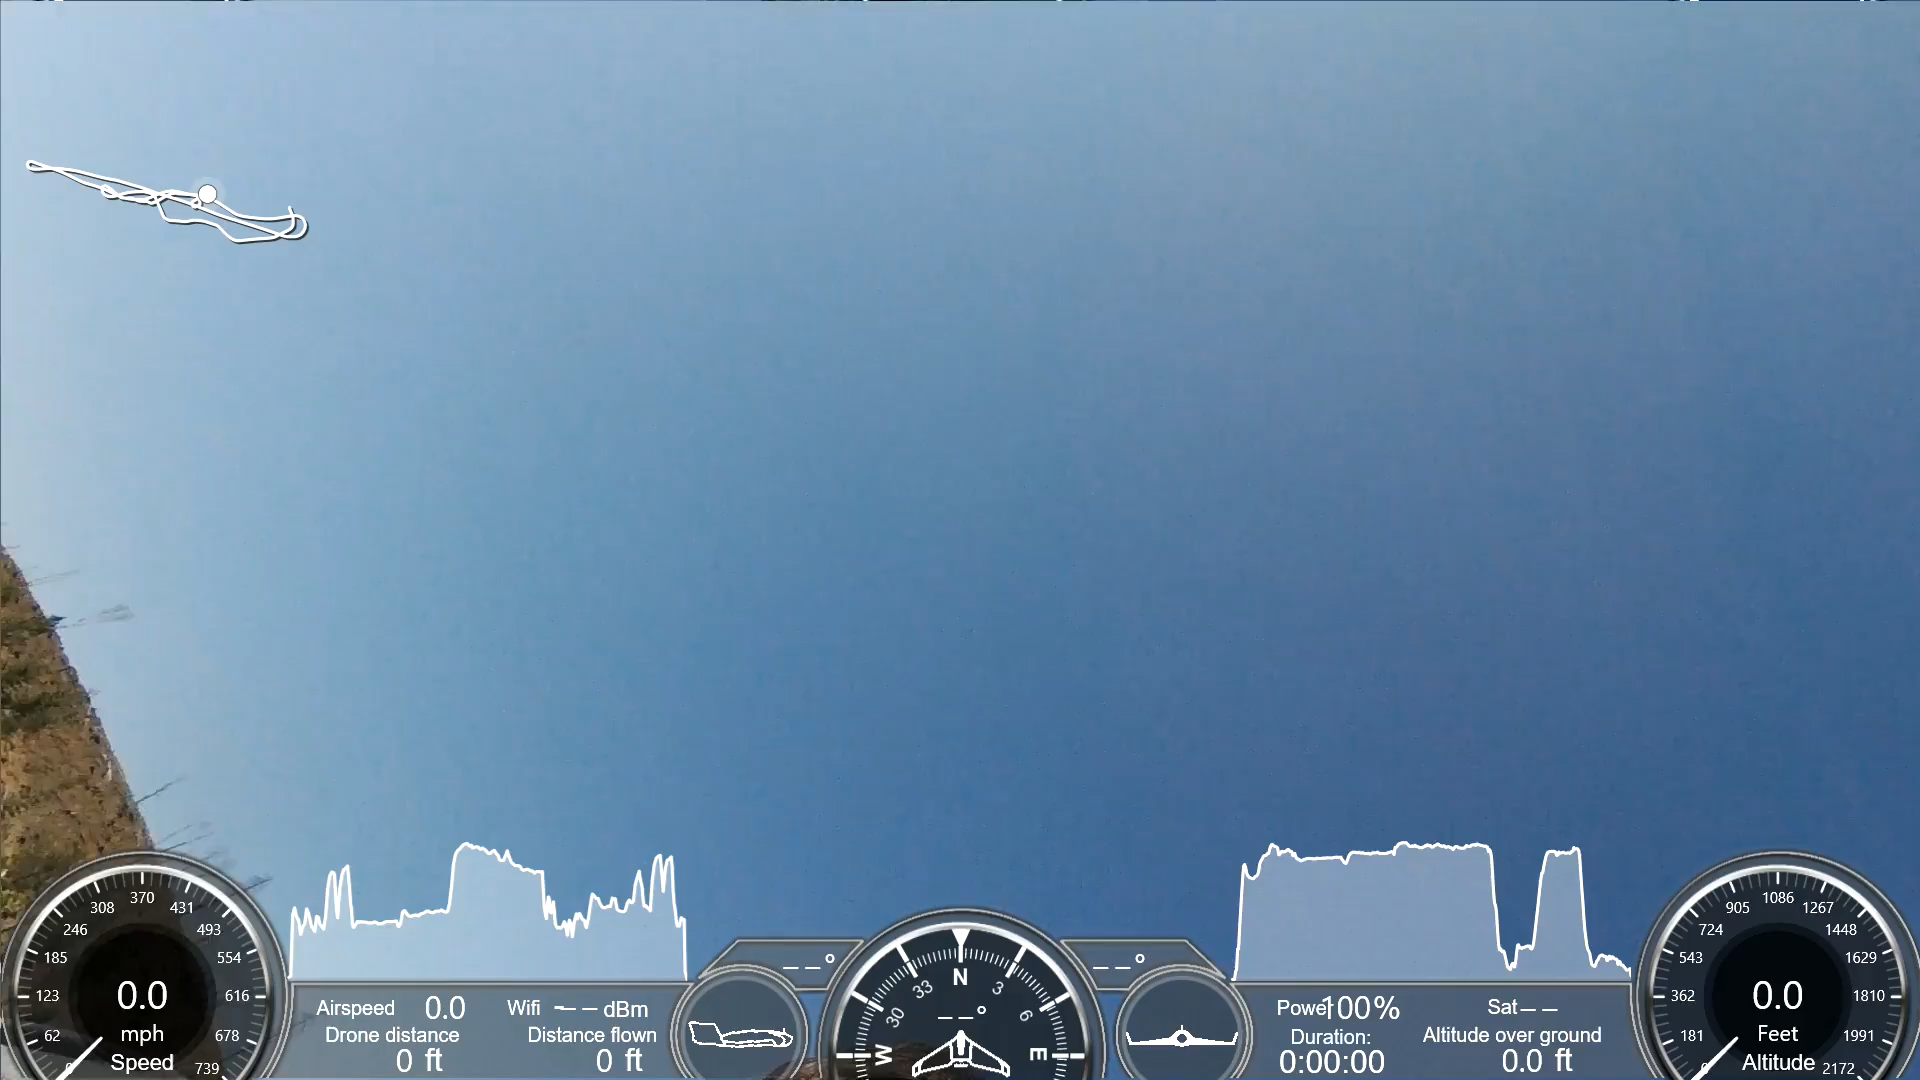 370
308 431
246 493
185 554
123 616
62 678
739
0.0
mph
Speed
Airspeed 0.0 Wifi ––dBm
Drone distance Distance flown
0 ft 0 ft
––°
N
33 3
30 6
W E
––°
––°
Power 100% Sat––
Duration: Altitude over ground
0:00:00 0.0 ft
1086
905 1267
724 1448
543 1629
362 1810
181 1991
2172
0.0
Feet
Altitude